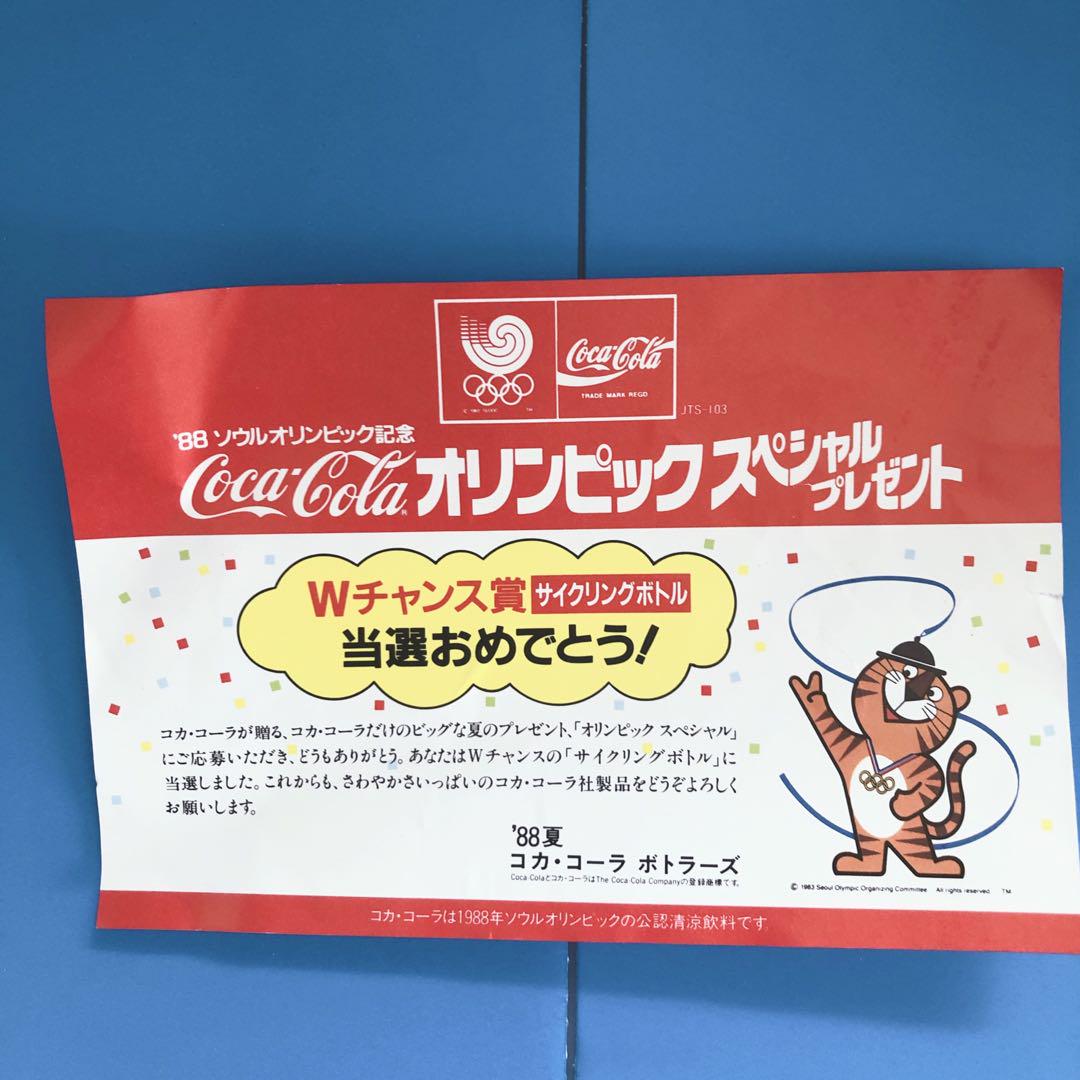 Coca-Cola
TRADE MARK REGD
TM
JTS-103
'88 ソウルオリンピック記念
Coca-Cola® オリンピック スペシャル プレゼント
Wチャンス賞 サイクリングボトル
当選おめでとう!
コカ・コーラが贈る、コカ・コーラだけのビッグな夏のプレゼント、「オリンピック スペシャル」
にご応募いただき、どうもありがとう。あなたはWチャンスの「サイクリングボトル」に
当選しました。これからも、さわやかさいっぱいのコカ・コーラ社製品をどうぞよろしく
お願いします。
'88夏
コカ・コーラ ボトラーズ
Coca-Colaとコカ・コーラはThe Coca-Cola Companyの登録商標です。
© 1983 Seoul Olympic Organizing Committee All rights reserved TM
コカ・コーラは1988年ソウルオリンピックの公認清涼飲料です